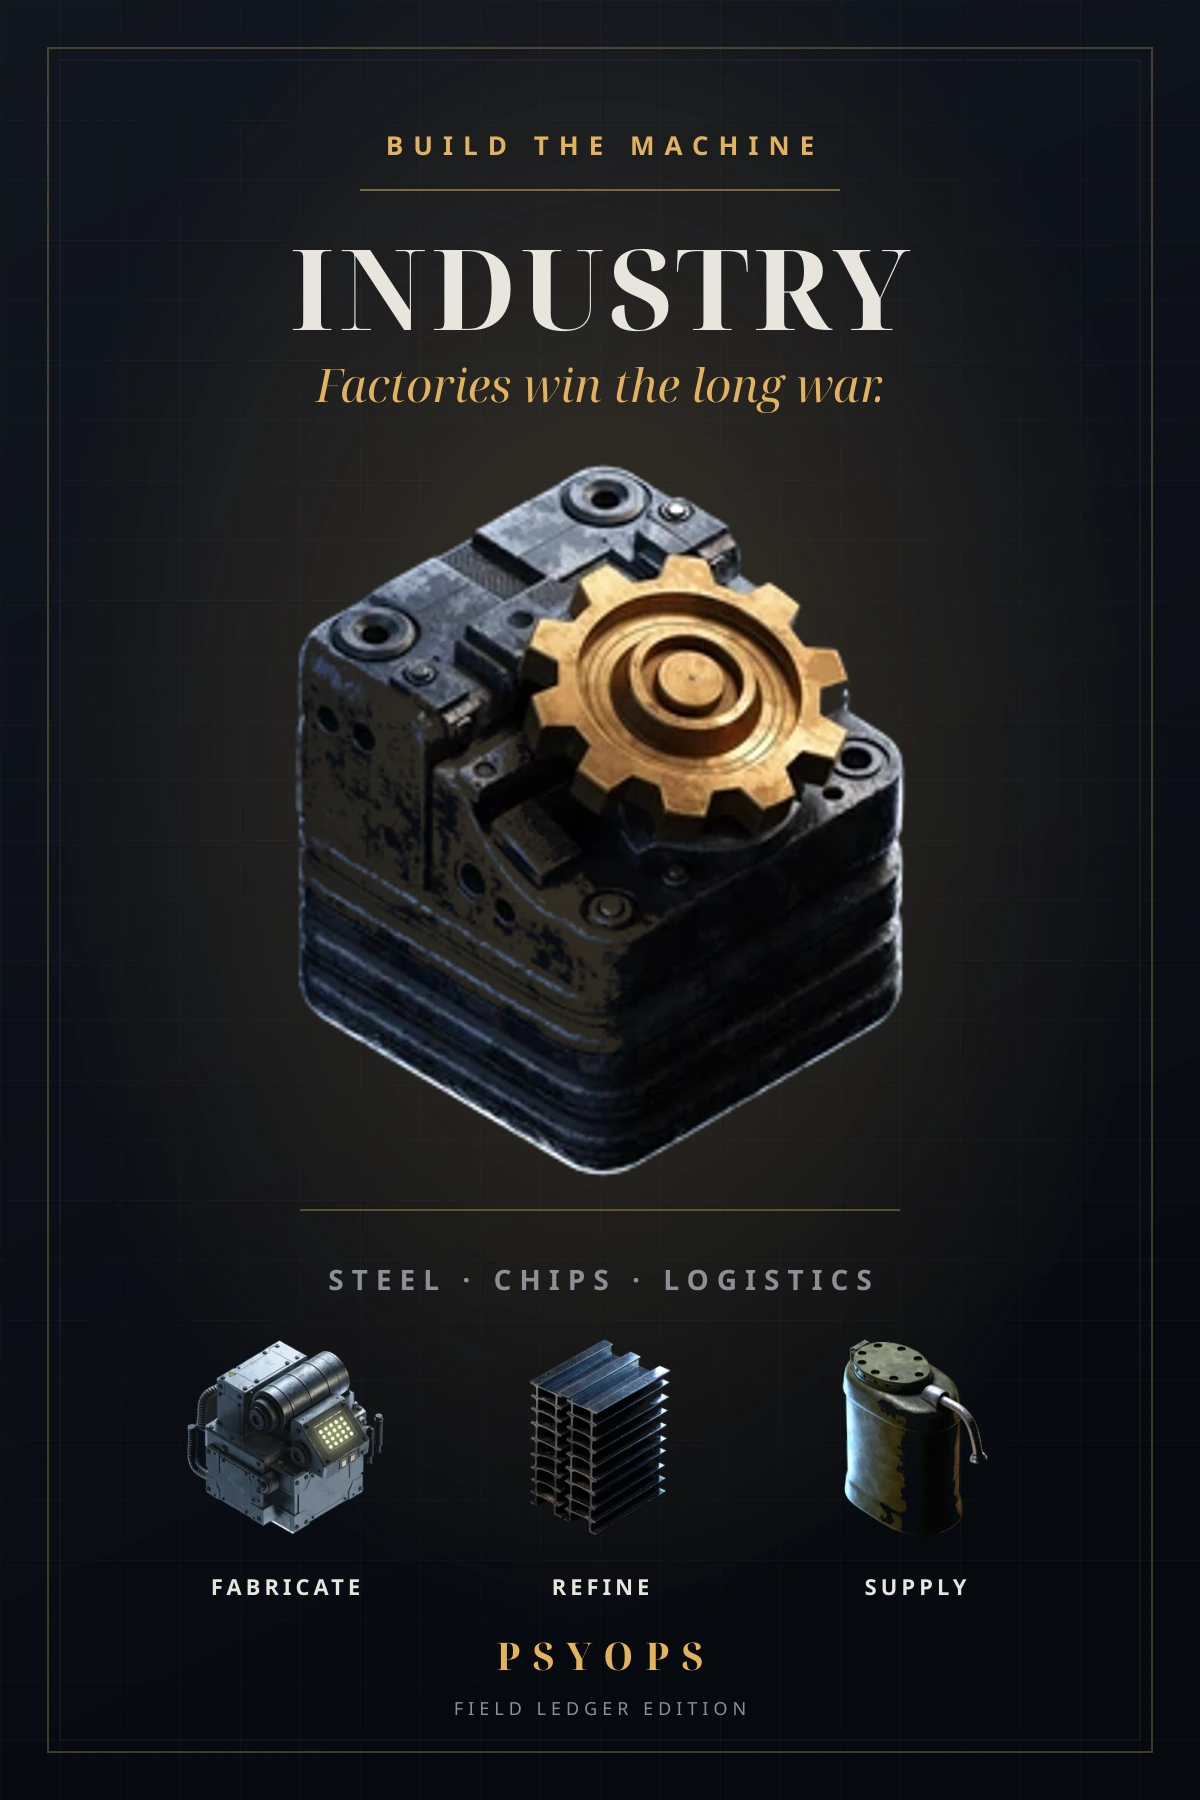 BUILD THE MACHINE
INDUSTRY
Factories win the long war.
STEEL · CHIPS · LOGISTICS
FABRICATE
REFINE
SUPPLY
PSYOPS
FIELD LEDGER EDITION